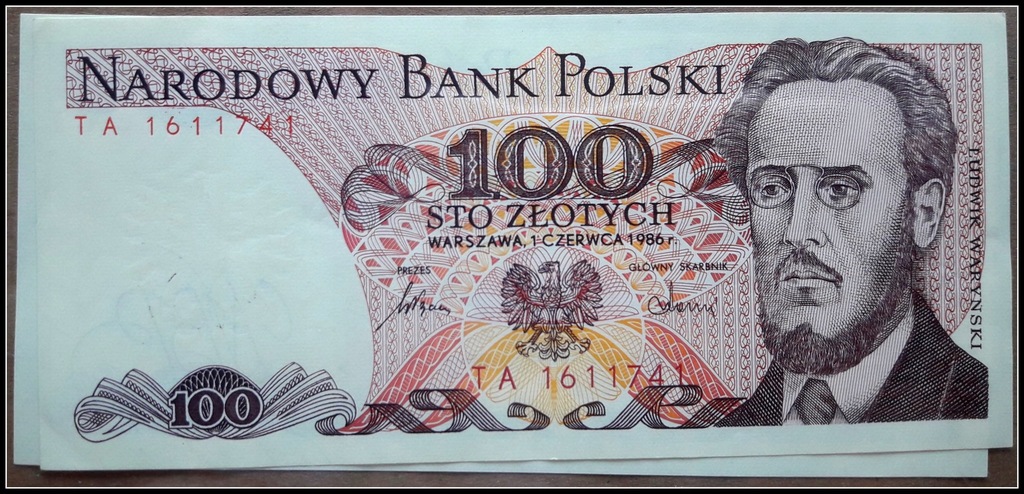 NARODOWY BANK POLSKI
TA 1611741
100
STO ZŁOTYCH
WARSZAWA, 1 CZERWCA 1986 r.
PREZES
GŁÓWNY SKARBNIK
TA 1611741
100
LUDWIK WARYŃSKI